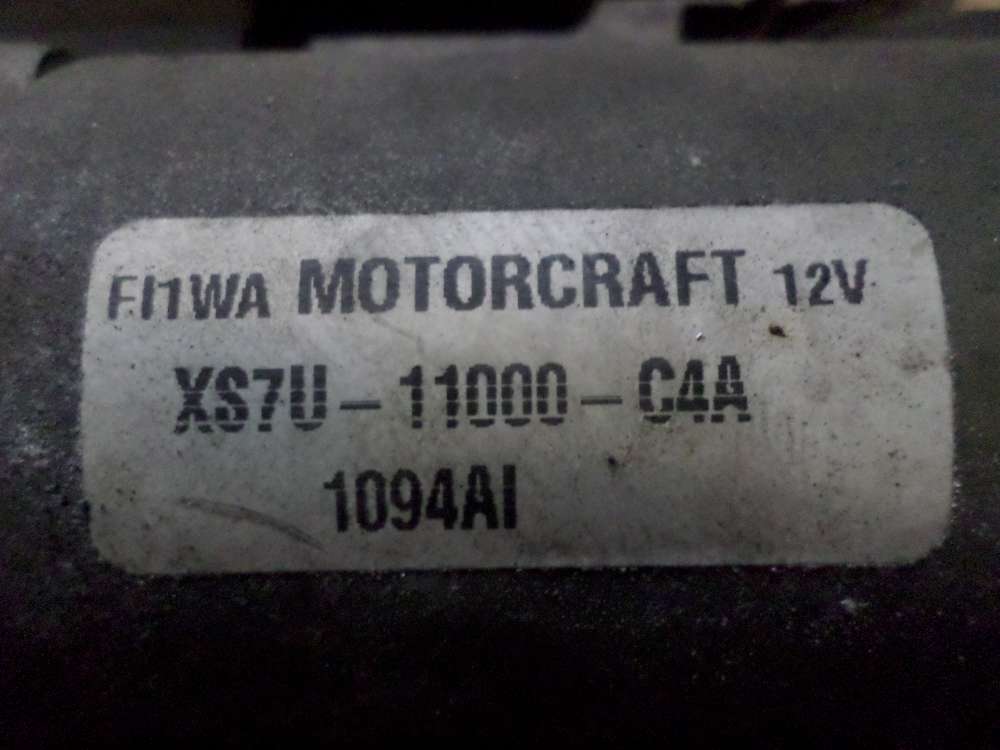 FI1WA MOTORCRAFT 12V
XS7U-11000-C4A
1094AI